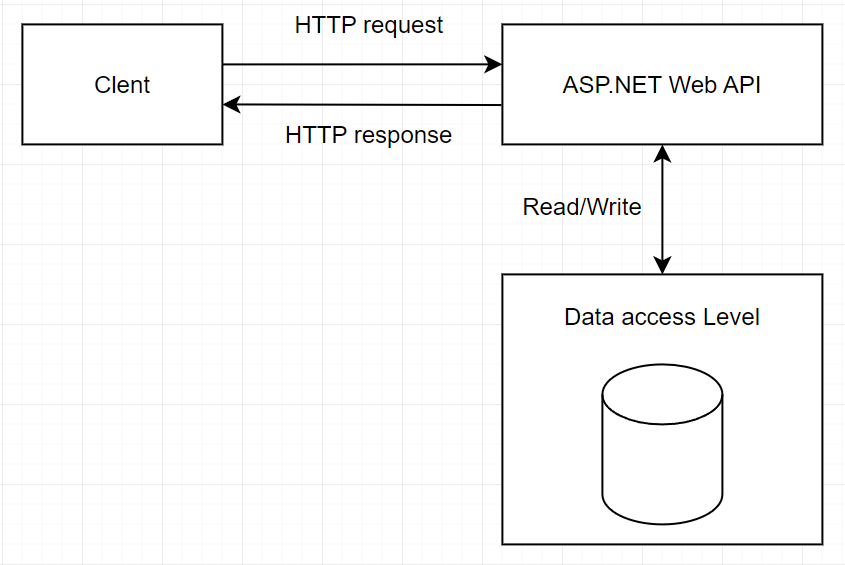 HTTP request
Clent
ASP.NET Web API
HTTP response
Read/Write
Data access Level